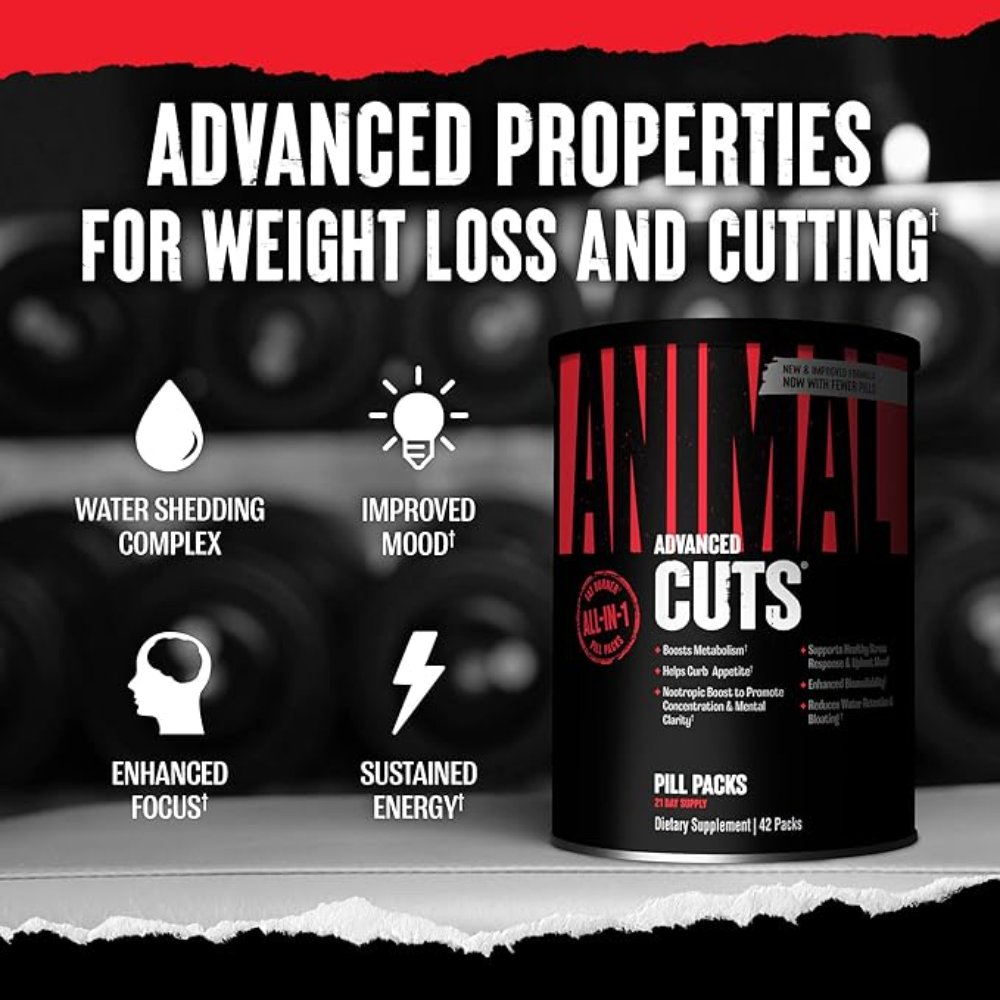 ADVANCED PROPERTIES
FOR WEIGHT LOSS AND CUTTING†
WATER SHEDDING
COMPLEX
IMPROVED
MOOD†
ENHANCED
FOCUS†
SUSTAINED
ENERGY†
ANIMAL
NEW & IMPROVED FORMULA
NOW WITH FEWER PILLS
ADVANCED
CUTS®
FAT BURNER
ALL-IN-1
PILL PACKS
Boosts Metabolism†
Helps Curb Appetite†
Nootropic Boost to Promote
Concentration & Mental
Clarity†
Supports Healthy Stress
Response & Upbeat Mood†
Enhanced Bioavailability†
Reduces Water Retention &
Bloating†
PILL PACKS
21 DAY SUPPLY
Dietary Supplement | 42 Packs